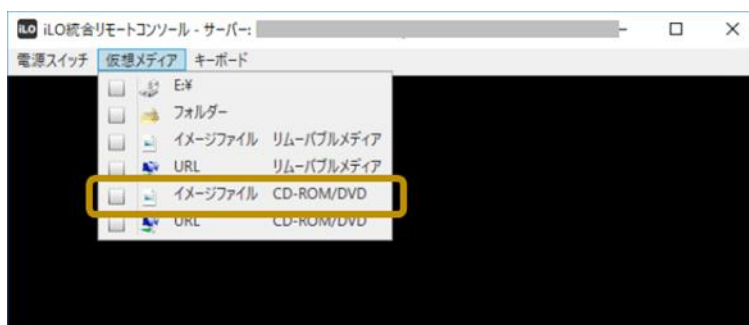 iLO iLO統合リモートコンソール - サーバー:
電源スイッチ 仮想メディア キーボード
E:¥
フォルダー
イメージファイル リムーバブルメディア
URL リムーバブルメディア
イメージファイル CD-ROM/DVD
URL CD-ROM/DVD